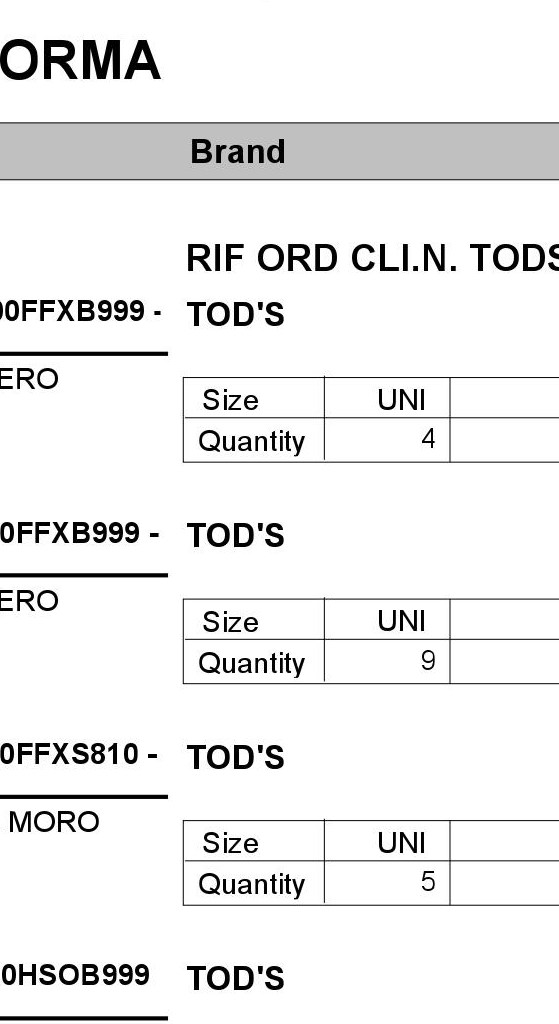 ORMA
Brand
RIF ORD CLI.N. TODS
00FFXB999 - TOD'S
ERO
Size UNI
Quantity 4
0FFXB999 - TOD'S
ERO
Size UNI
Quantity 9
0FFXS810 - TOD'S
MORO
Size UNI
Quantity 5
0HSOB999 TOD'S